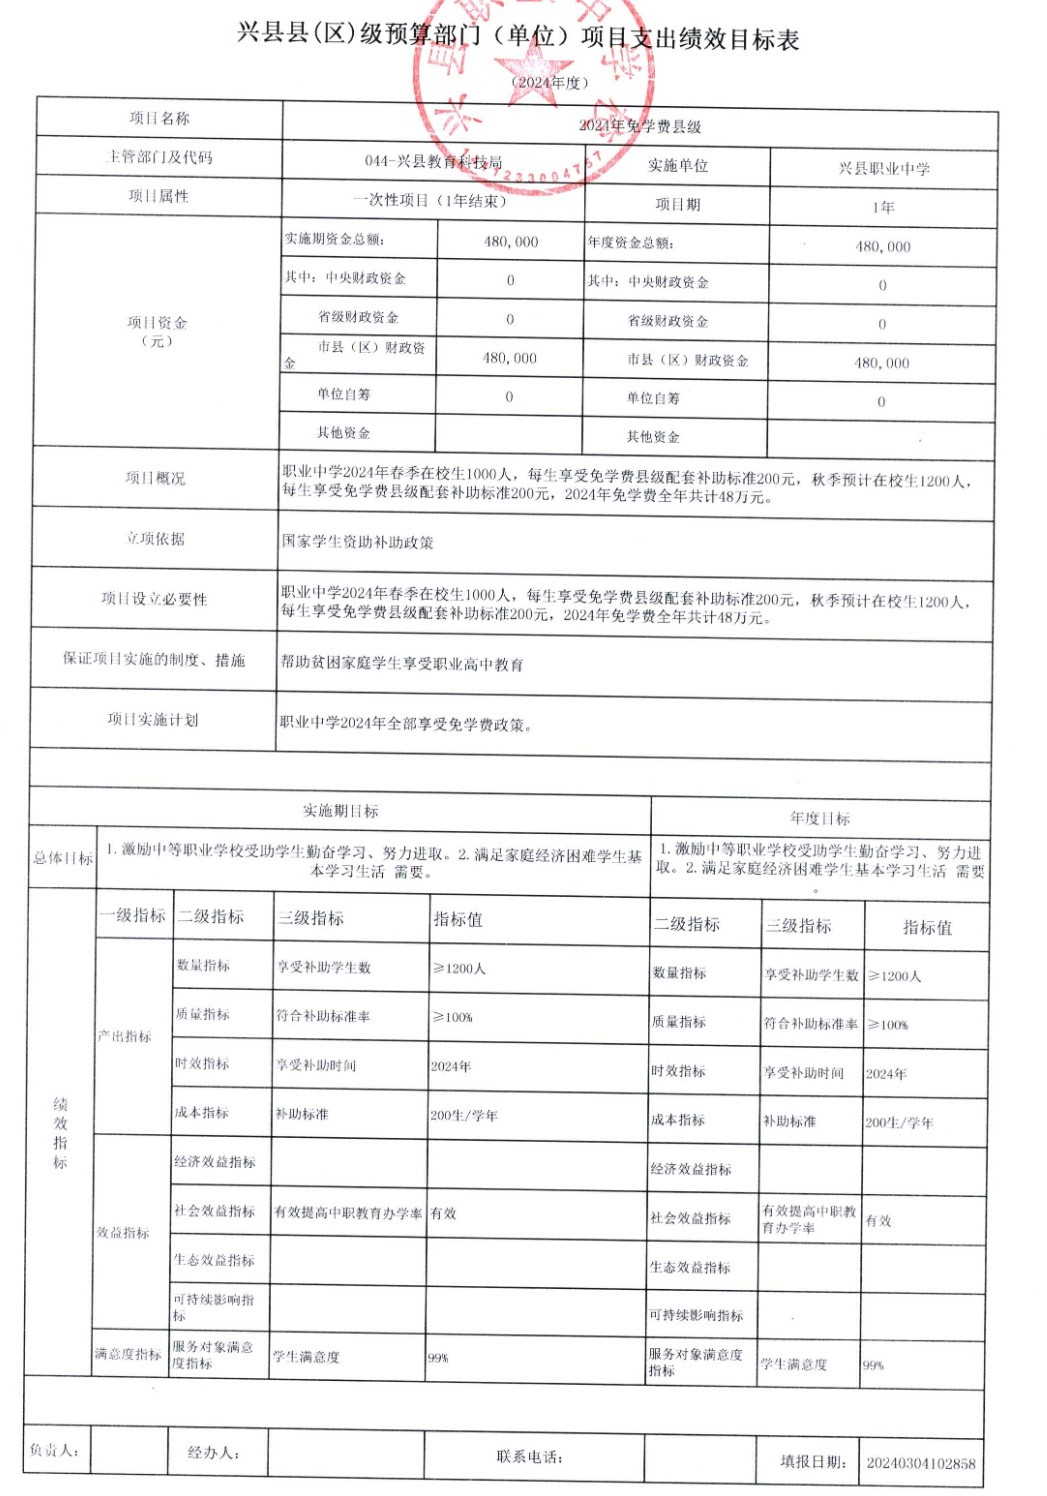 兴县县(区)级预算部门（单位）项目支出绩效目标表
（2024年度）
项目名称 2024年免学费县级
主管部门及代码 044-兴县教育科技局 实施单位 兴县职业中学
项目属性 一次性项目（1年结束） 项目期 1年
项目资金
（元）
实施期资金总额： 480,000 年度资金总额： 480,000
其中：中央财政资金 0 其中：中央财政资金 0
省级财政资金 0 省级财政资金 0
市县（区）财政资
金 480,000 市县（区）财政资金 480,000
单位自筹 0 单位自筹 0
其他资金 其他资金
项目概况
职业中学2024年春季在校生1000人，每生享受免学费县级配套补助标准200元，秋季预计在校生1200人，
每生享受免学费县级配套补助标准200元，2024年免学费全年共计48万元。
立项依据 国家学生资助补助政策
项目设立必要性
职业中学2024年春季在校生1000人，每生享受免学费县级配套补助标准200元，秋季预计在校生1200人，
每生享受免学费县级配套补助标准200元，2024年免学费全年共计48万元。
保证项目实施的制度、措施 帮助贫困家庭学生享受职业高中教育
项目实施计划 职业中学2024年全部享受免学费政策。
实施期目标 年度目标
总体目标
1.激励中等职业学校受助学生勤奋学习、努力进取。2.满足家庭经济困难学生基
本学习生活 需要。
1.激励中等职业学校受助学生勤奋学习、努力进
取。2.满足家庭经济困难学生基本学习生活 需要
。
绩效指标
一级指标 二级指标 三级指标 指标值 二级指标 三级指标 指标值
产出指标
数量指标 享受补助学生数 ≥1200人 数量指标 享受补助学生数 ≥1200人
质量指标 符合补助标准率 ≥100% 质量指标 符合补助标准率 ≥100%
时效指标 享受补助时间 2024年 时效指标 享受补助时间 2024年
成本指标 补助标准 200生/学年 成本指标 补助标准 200生/学年
效益指标
经济效益指标 经济效益指标
社会效益指标 有效提高中职教育办学率 有效 社会效益指标 有效提高中职教
育办学率 有效
生态效益指标 生态效益指标
可持续影响指
标 可持续影响指标
满意度指标 服务对象满意
度指标 学生满意度 99% 服务对象满意度
指标 学生满意度 99%
负责人： 经办人： 联系电话： 填报日期： 20240304102858